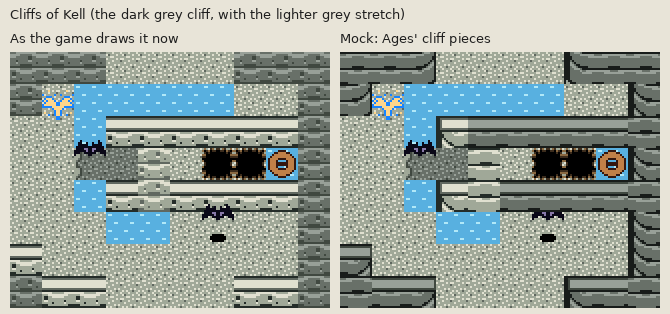 Cliffs of Kell (the dark grey cliff, with the lighter grey stretch)
As the game draws it now
Mock: Ages' cliff pieces